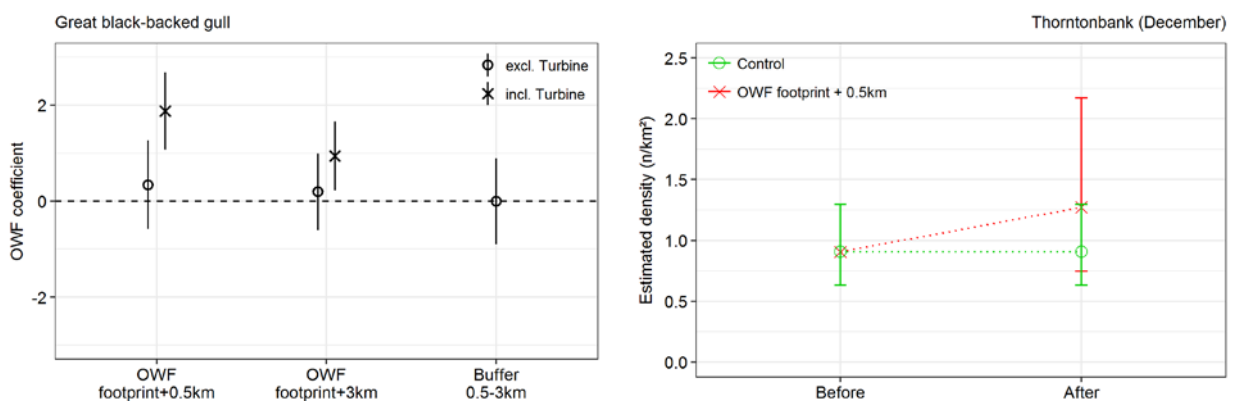 Great black-backed gull
OWF coefficient
2
0
-2
excl. Turbine
incl. Turbine
OWF
footprint+0.5km
OWF
footprint+3km
Buffer
0.5-3km
Thorntonbank (December)
Estimated density (n/km²)
2.5
2.0
1.5
1.0
0.5
0.0
Control
OWF footprint + 0.5km
Before
After